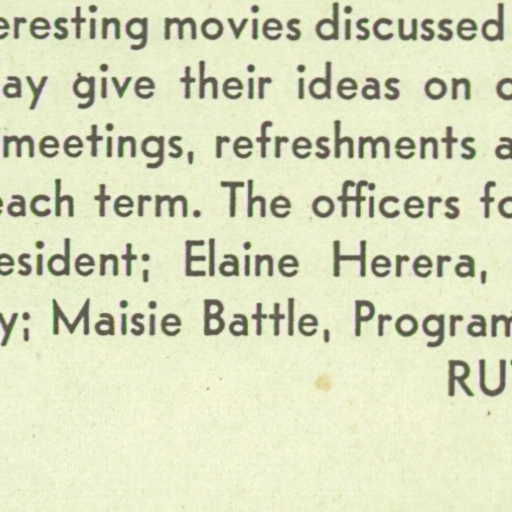 eresting movies discussed
ay give their ideas on
meetings, refreshments a
each term. The officers fo
esident; Elaine Herera,
y; Maisie Battle, Program
RU